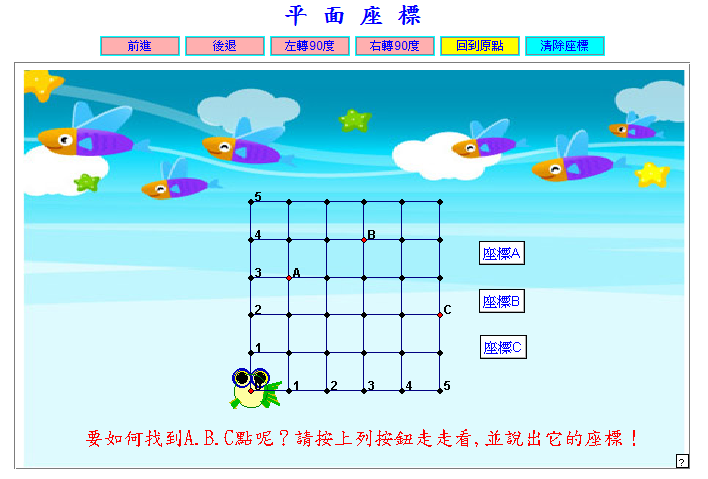 平面座標
前進 後退 左轉90度 右轉90度 回到原點 清除座標
5
4 B
座標A
3 A
座標B
2 C
座標C
1
0 1 2 3 4 5
要如何找到A.B.C點呢？請按上列按鈕走走看,並說出它的座標！
?